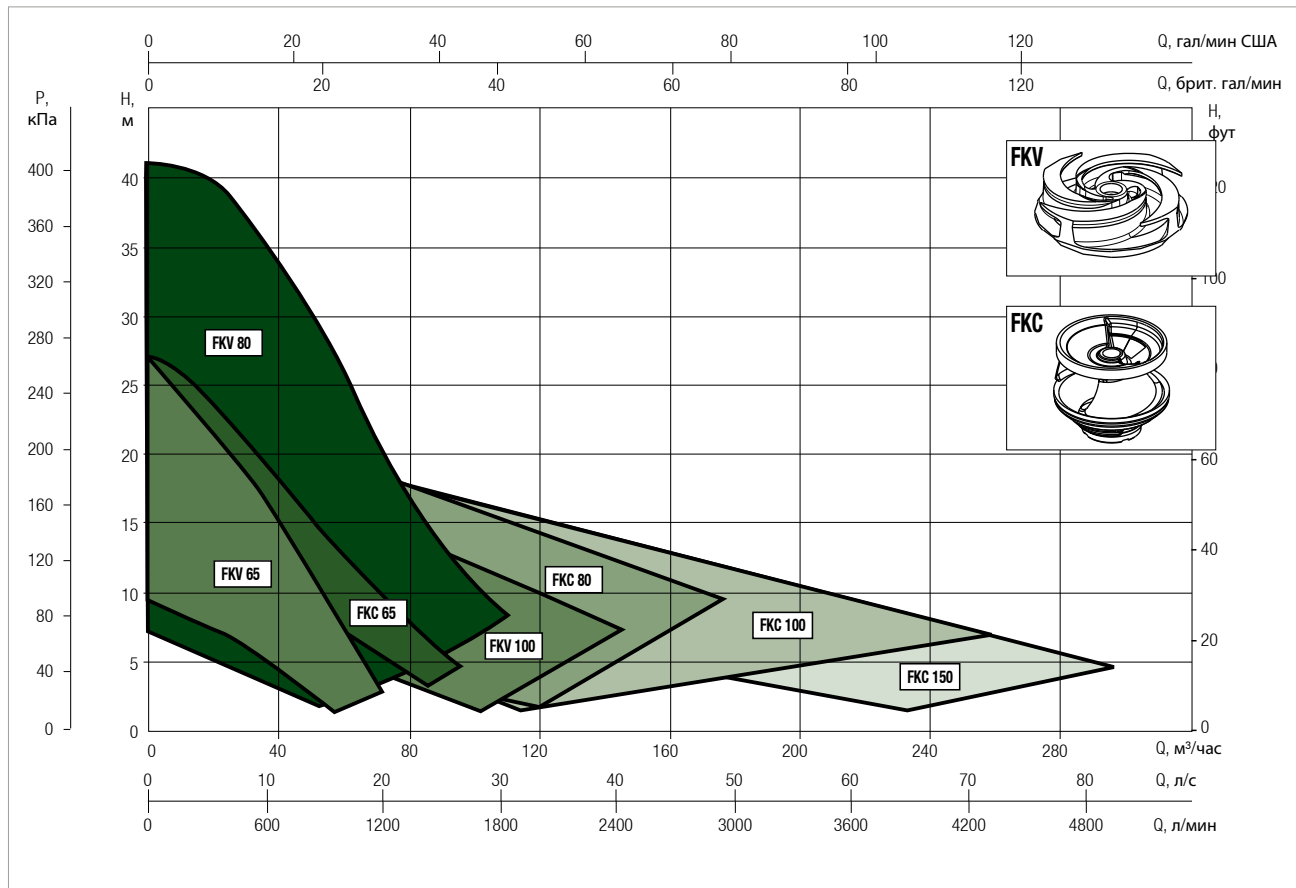 0 20 40 60 80 100 120 Q, гал/мин США
0 20 40 60 80 120 Q, брит. гал/мин
P, кПа
H, м
H, фут
400
360
320
280
240
200
160
120
80
40
0
40
35
30
25
20
15
10
5
0
FKV
20
100
FKC
0
60
40
20
0
FKV 80
FKV 65
FKC 65
FKV 100
FKC 80
FKC 100
FKC 150
0 40 80 120 160 200 240 280 Q, м³/час
0 10 20 30 40 50 60 70 80 Q, л/с
0 600 1200 1800 2400 3000 3600 4200 4800 Q, л/мин